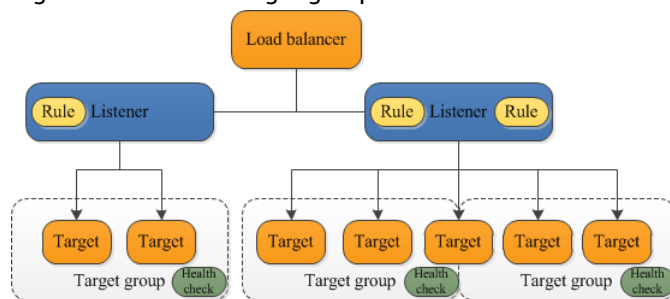 Load balancer
Rule Listener
Rule Listener Rule
Target Target
Target Target Target Target Target
Target group Health check
Target group Health check
Target group Health check